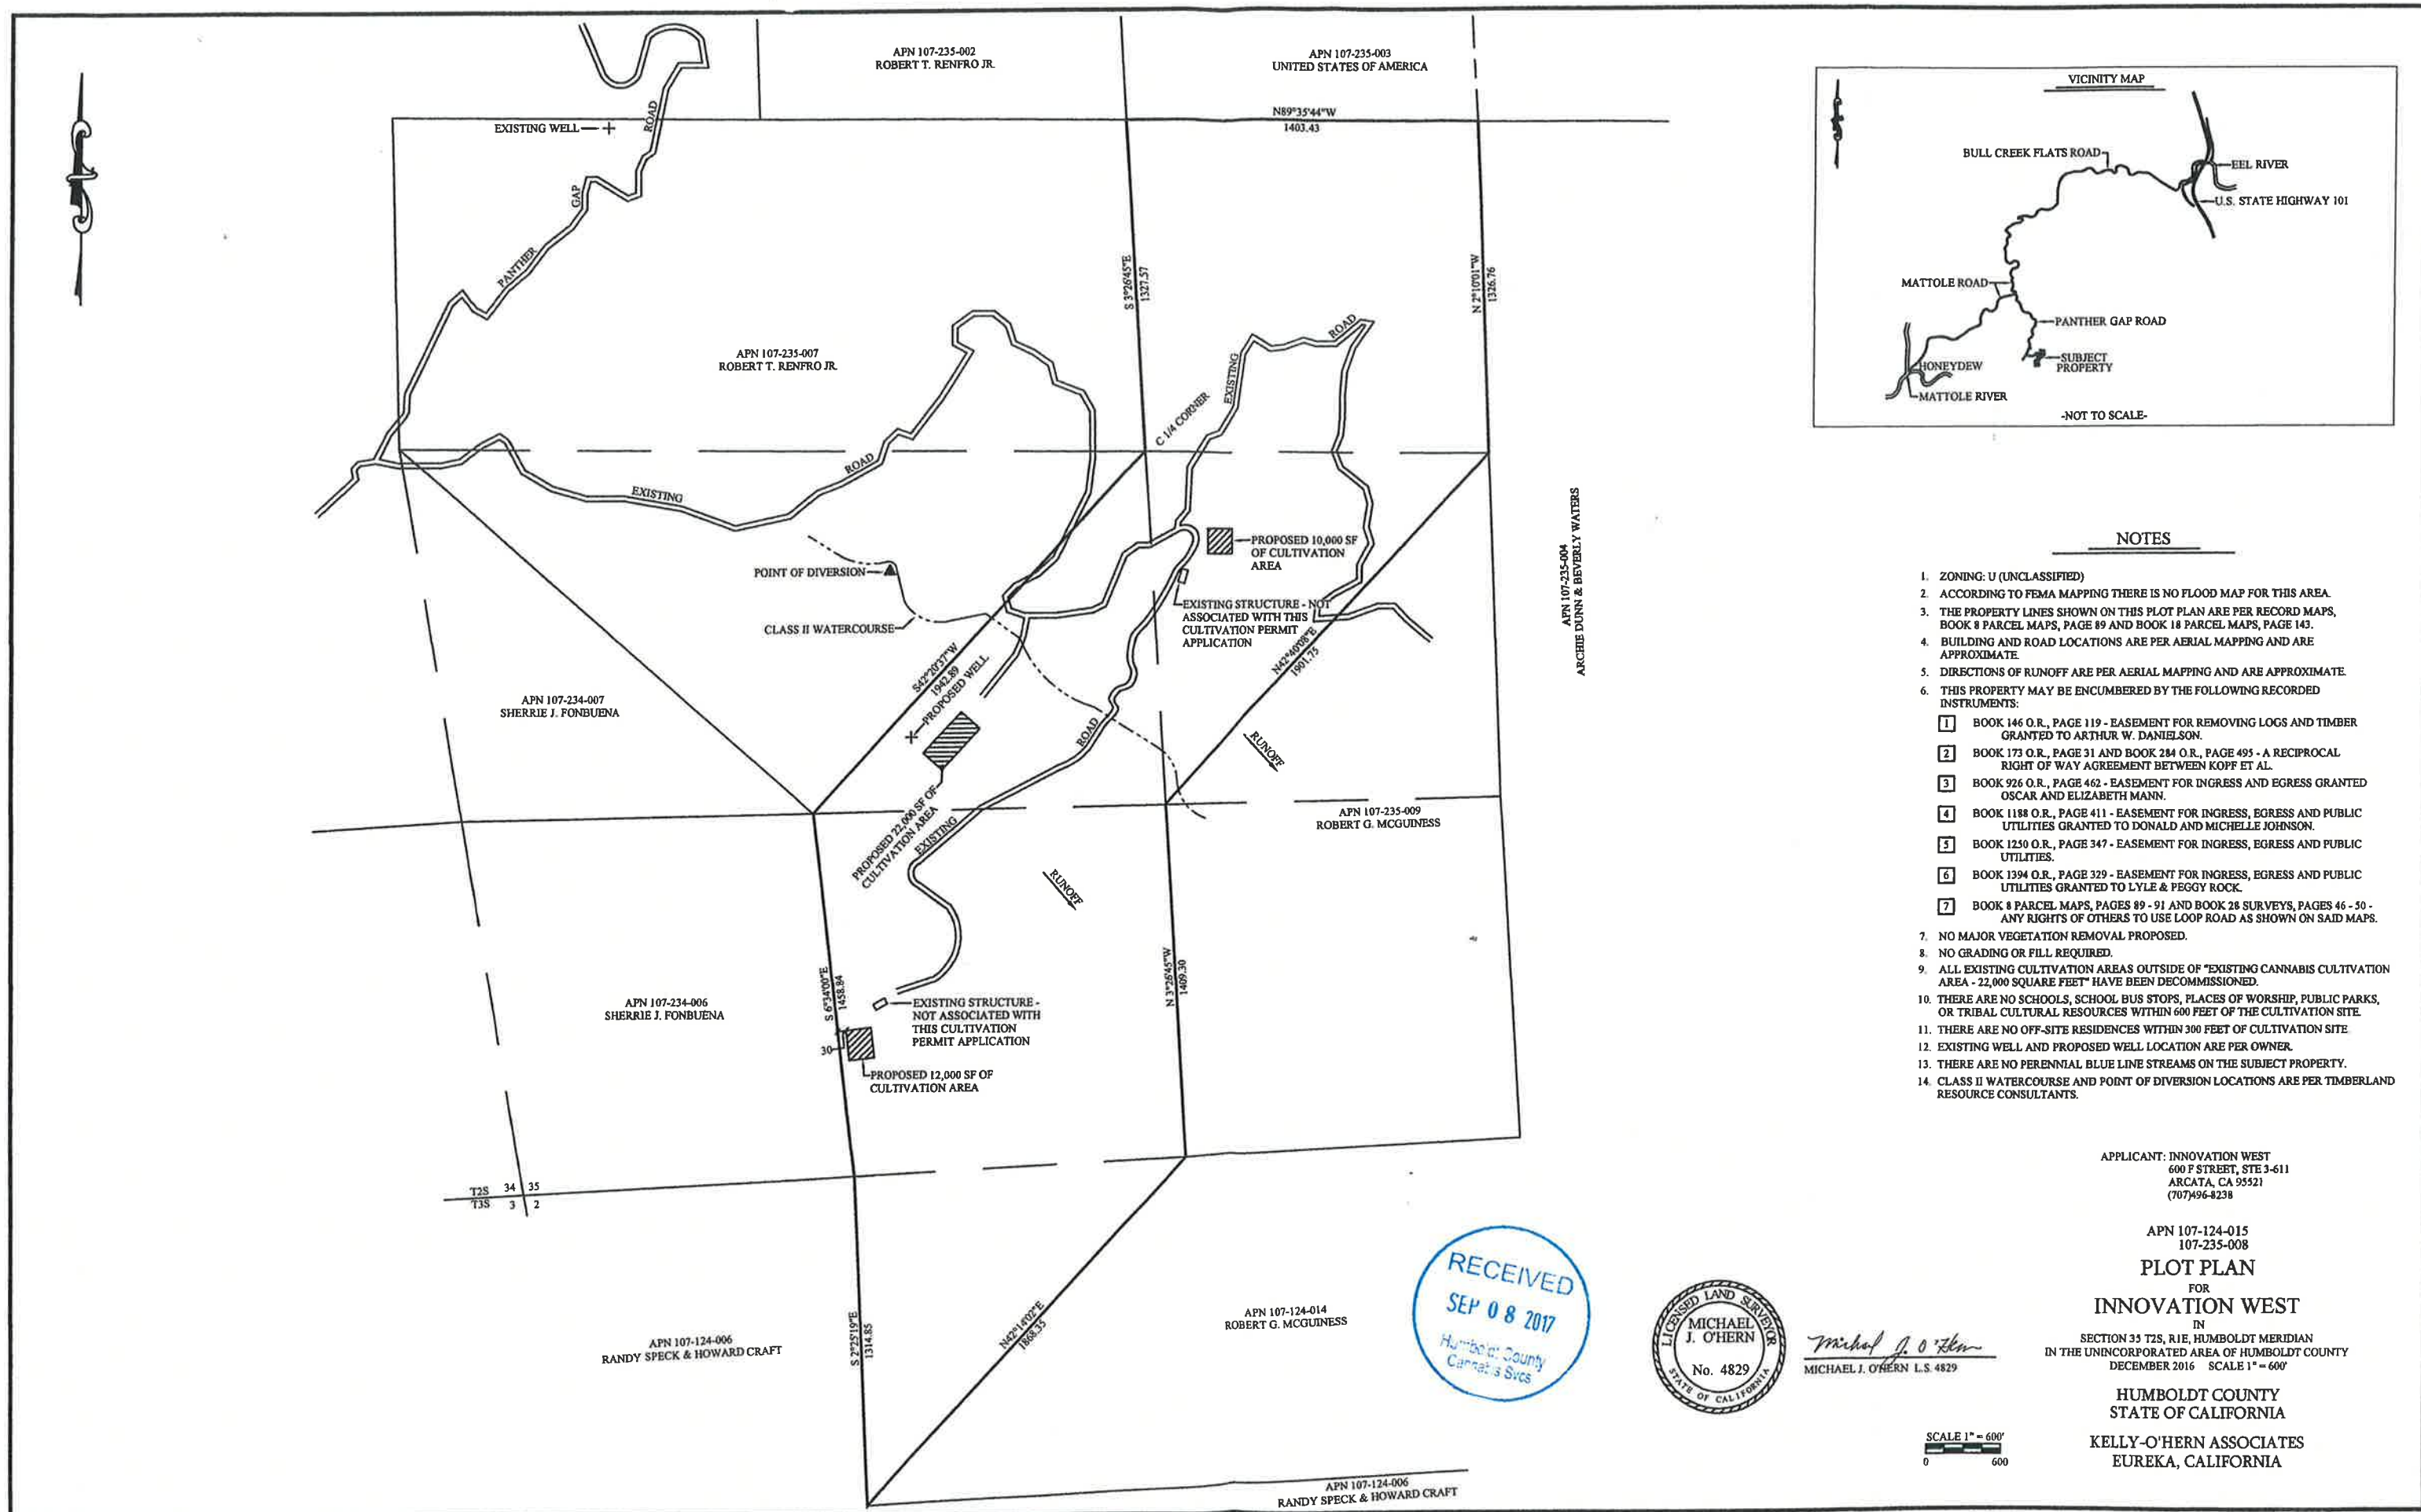 APN 107-235-002
ROBERT T. RENFRO JR.
APN 107-235-003
UNITED STATES OF AMERICA
N89°35'44"W
1403.43
EXISTING WELL
ROAD
GAP
PANTHER
S 3°26'45"E
1327.57
N 2°10'01"W
1326.76
APN 107-235-007
ROBERT T. RENFRO JR.
EXISTING
ROAD
C 1/4 CORNER
ROAD
EXISTING
POINT OF DIVERSION
CLASS II WATERCOURSE
PROPOSED 10,000 SF
OF CULTIVATION
AREA
EXISTING STRUCTURE - NOT
ASSOCIATED WITH THIS
CULTIVATION PERMIT
APPLICATION
APN 107-235-004
ARCHIE DUNN & BEVERLY WATERS
S42°20'37"W
1942.89
PROPOSED WELL
N42°40'08"E
1901.75
APN 107-234-007
SHERRIE J. FONBUENA
ROAD
RUNOFF
PROPOSED 22,000 SF OF
CULTIVATION AREA
EXISTING
APN 107-235-009
ROBERT G. MCGUINESS
RUNOFF
S 6°34'00"E
1458.84
N 3°26'45"W
1409.30
APN 107-234-006
SHERRIE J. FONBUENA
EXISTING STRUCTURE -
NOT ASSOCIATED WITH
THIS CULTIVATION
PERMIT APPLICATION
30
PROPOSED 12,000 SF OF
CULTIVATION AREA
T2S 34 35
T3S 3 2
S 2°25'19"E
1314.85
N42°14'02"E
1868.35
APN 107-124-006
RANDY SPECK & HOWARD CRAFT
APN 107-124-014
ROBERT G. MCGUINESS
APN 107-124-006
RANDY SPECK & HOWARD CRAFT
VICINITY MAP
BULL CREEK FLATS ROAD
EEL RIVER
U.S. STATE HIGHWAY 101
MATTOLE ROAD
PANTHER GAP ROAD
SUBJECT
PROPERTY
HONEYDEW
MATTOLE RIVER
-NOT TO SCALE-
NOTES
1. ZONING: U (UNCLASSIFIED)
2. ACCORDING TO FEMA MAPPING THERE IS NO FLOOD MAP FOR THIS AREA.
3. THE PROPERTY LINES SHOWN ON THIS PLOT PLAN ARE PER RECORD MAPS,
BOOK 8 PARCEL MAPS, PAGE 89 AND BOOK 18 PARCEL MAPS, PAGE 143.
4. BUILDING AND ROAD LOCATIONS ARE PER AERIAL MAPPING AND ARE
APPROXIMATE.
5. DIRECTIONS OF RUNOFF ARE PER AERIAL MAPPING AND ARE APPROXIMATE.
6. THIS PROPERTY MAY BE ENCUMBERED BY THE FOLLOWING RECORDED
INSTRUMENTS:
1 BOOK 146 O.R., PAGE 119 - EASEMENT FOR REMOVING LOGS AND TIMBER
GRANTED TO ARTHUR W. DANIELSON.
2 BOOK 173 O.R., PAGE 31 AND BOOK 284 O.R., PAGE 495 - A RECIPROCAL
RIGHT OF WAY AGREEMENT BETWEEN KOPF ET AL.
3 BOOK 926 O.R., PAGE 462 - EASEMENT FOR INGRESS AND EGRESS GRANTED
OSCAR AND ELIZABETH MANN.
4 BOOK 1188 O.R., PAGE 411 - EASEMENT FOR INGRESS, EGRESS AND PUBLIC
UTILITIES GRANTED TO DONALD AND MICHELLE JOHNSON.
5 BOOK 1250 O.R., PAGE 347 - EASEMENT FOR INGRESS, EGRESS AND PUBLIC
UTILITIES.
6 BOOK 1394 O.R., PAGE 329 - EASEMENT FOR INGRESS, EGRESS AND PUBLIC
UTILITIES GRANTED TO LYLE & PEGGY ROCK.
7 BOOK 8 PARCEL MAPS, PAGES 89 - 91 AND BOOK 28 SURVEYS, PAGES 46 - 50 -
ANY RIGHTS OF OTHERS TO USE LOOP ROAD AS SHOWN ON SAID MAPS.
7. NO MAJOR VEGETATION REMOVAL PROPOSED.
8. NO GRADING OR FILL REQUIRED.
9. ALL EXISTING CULTIVATION AREAS OUTSIDE OF "EXISTING CANNABIS CULTIVATION
AREA - 22,000 SQUARE FEET" HAVE BEEN DECOMMISSIONED.
10. THERE ARE NO SCHOOLS, SCHOOL BUS STOPS, PLACES OF WORSHIP, PUBLIC PARKS,
OR TRIBAL CULTURAL RESOURCES WITHIN 600 FEET OF THE CULTIVATION SITE.
11. THERE ARE NO OFF-SITE RESIDENCES WITHIN 300 FEET OF CULTIVATION SITE
12. EXISTING WELL AND PROPOSED WELL LOCATION ARE PER OWNER.
13. THERE ARE NO PERENNIAL BLUE LINE STREAMS ON THE SUBJECT PROPERTY.
14. CLASS II WATERCOURSE AND POINT OF DIVERSION LOCATIONS ARE PER TIMBERLAND
RESOURCE CONSULTANTS.
APPLICANT: INNOVATION WEST
600 F STREET, STE 3-611
ARCATA, CA 95521
(707)496-8238
APN 107-124-015
107-235-008
PLOT PLAN
FOR
INNOVATION WEST
IN
SECTION 35 T2S, R1E, HUMBOLDT MERIDIAN
IN THE UNINCORPORATED AREA OF HUMBOLDT COUNTY
DECEMBER 2016 SCALE 1" = 600'
HUMBOLDT COUNTY
STATE OF CALIFORNIA
KELLY-O'HERN ASSOCIATES
EUREKA, CALIFORNIA
SCALE 1" = 600'
0 600
RECEIVED
SEP 08 2017
Humboldt County
Cannabis Svcs
LICENSED LAND SURVEYOR
MICHAEL
J. O'HERN
No. 4829
STATE OF CALIFORNIA
Michael J. O'Hern
MICHAEL J. O'HERN L.S. 4829